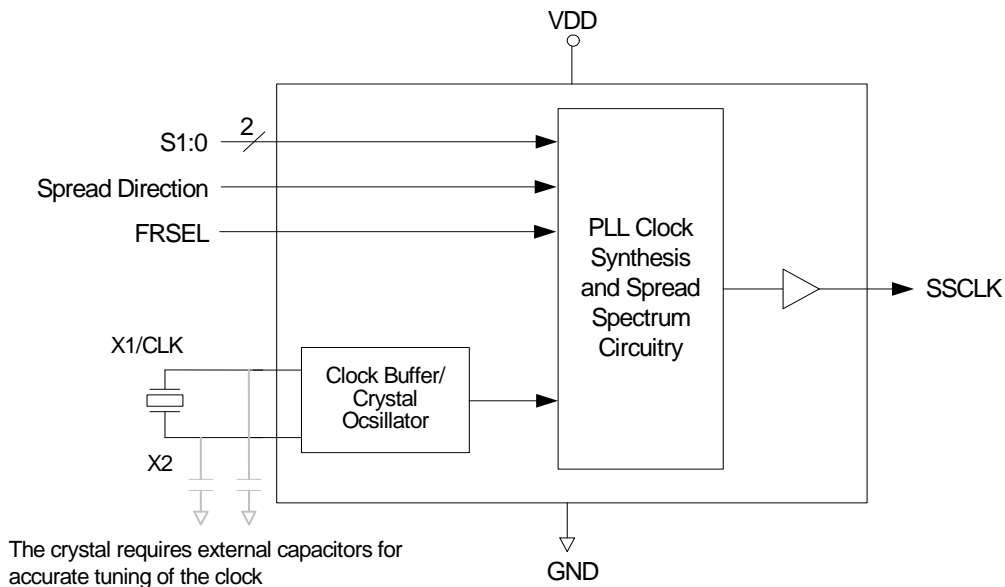 VDD
2
S1:0
Spread Direction
FRSEL
PLL Clock
Synthesis
and Spread
Spectrum
Circuitry
SSCLK
X1/CLK
Clock Buffer/
Crystal
Ocsillator
X2
The crystal requires external capacitors for
accurate tuning of the clock
GND